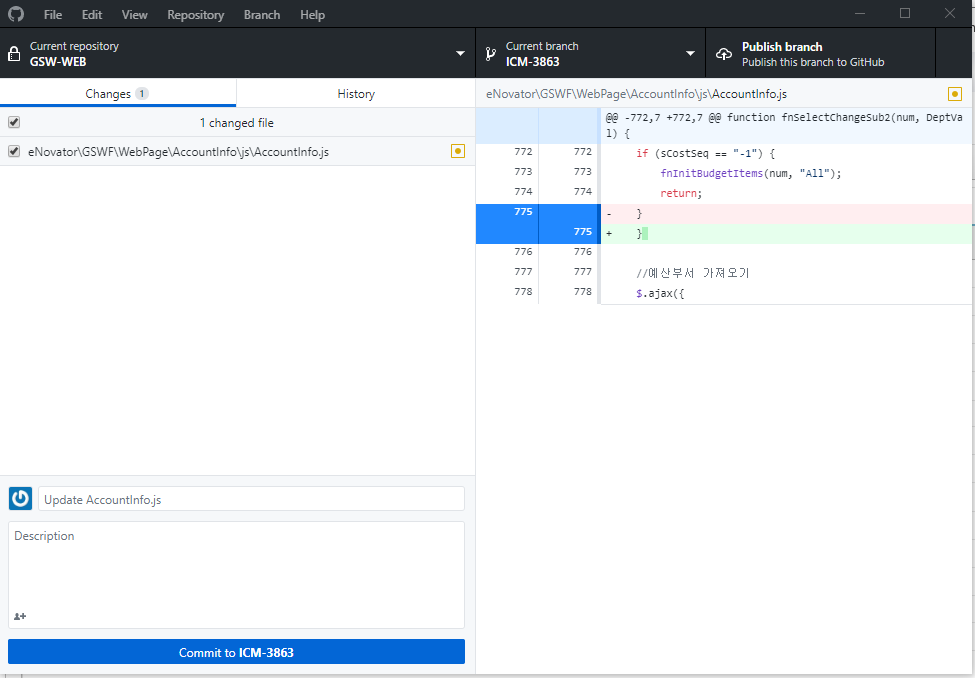 File Edit View Repository Branch Help
Current repository
GSW-WEB
Current branch
ICM-3863
Publish branch
Publish this branch to GitHub
Changes 1
History
1 changed file
eNovator\GSWF\WebPage\AccountInfo\js\AccountInfo.js
Update AccountInfo.js
Description
Commit to ICM-3863
eNovator\GSWF\WebPage\AccountInfo\js\AccountInfo.js
@@ -772,7 +772,7 @@ function fnSelectChangeSub2(num, DeptVa
l) {
772 772 if (sCostSeq == "-1") {
773 773 fnInitBudgetItems(num, "All");
774 774 return;
775 - }
775 + }
776 776
777 777 //예산부서 가져오기
778 778 $.ajax({